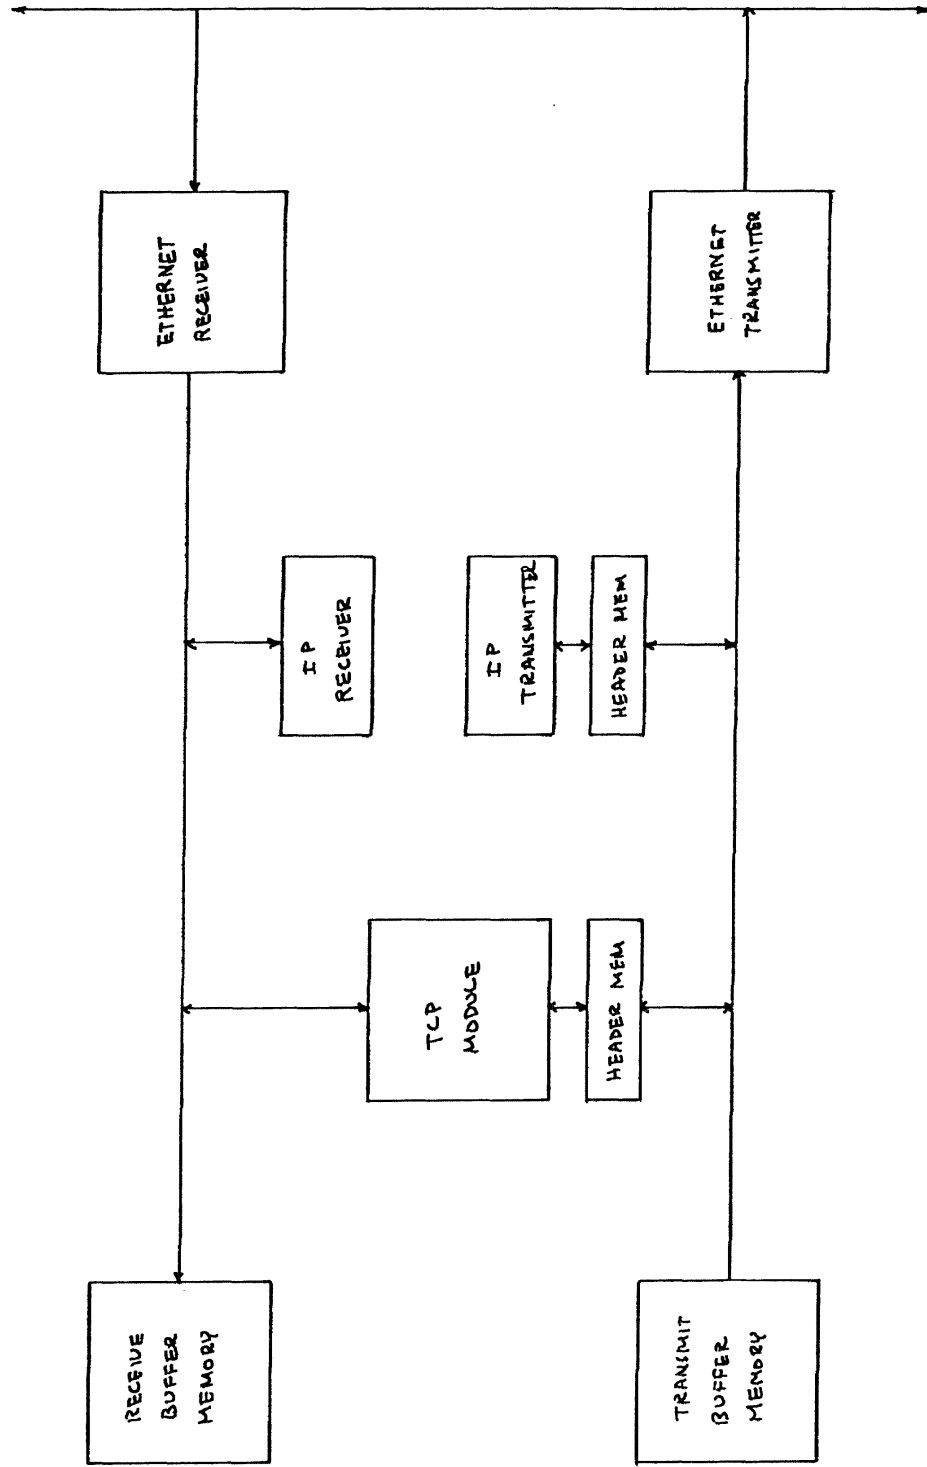 ETHERNET
RECEIVER
ETHERNET
TRANSMITTER
IP
RECEIVER
IP
TRANSMITTER
HEADER MEM
TCP
MODULE
HEADER MEM
RECEIVE
BUFFER
MEMORY
TRANSMIT
BUFFER
MEMORY